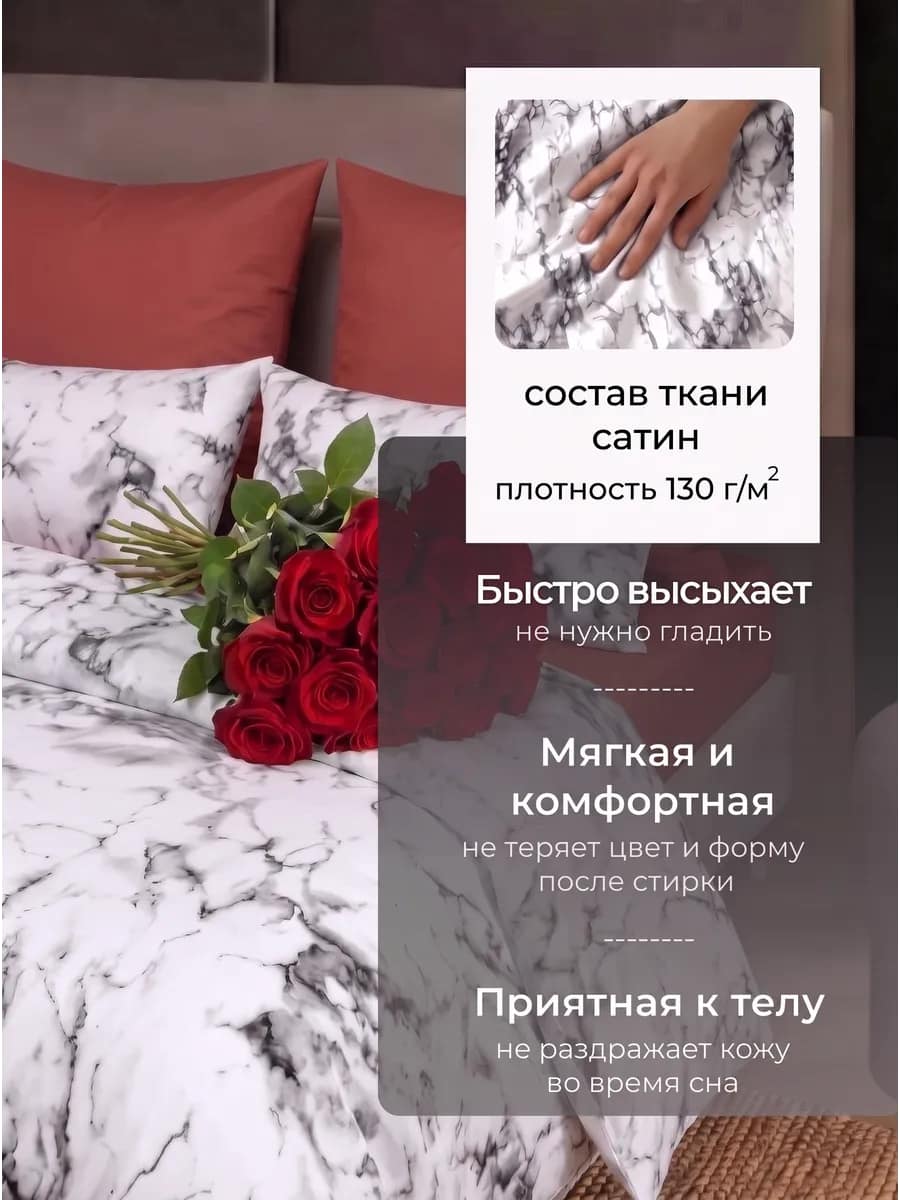 состав ткани
сатин
плотность 130 г/м²
Быстро высыхает
не нужно гладить
---------
Мягкая и
комфортная
не теряет цвет и форму
после стирки
--------
Приятная к телу
не раздражает кожу
во время сна